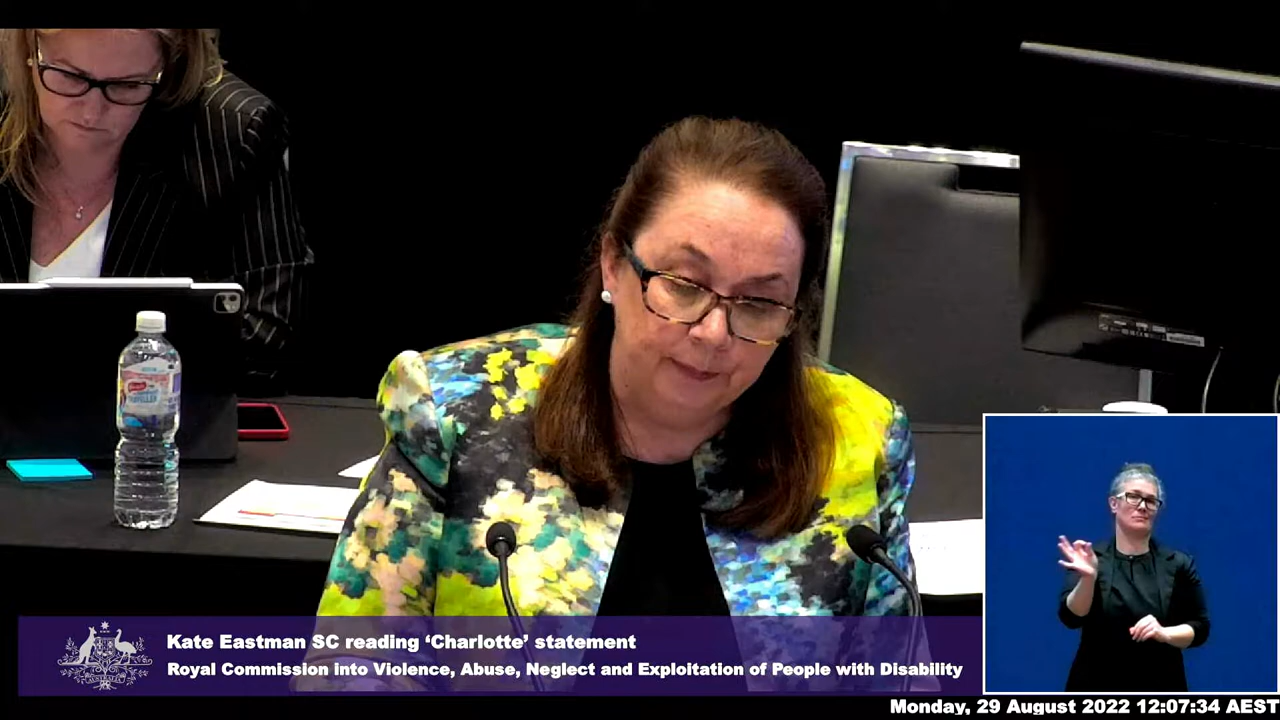 Kate Eastman SC reading ‘Charlotte’ statement
Royal Commission into Violence, Abuse, Neglect and Exploitation of People with Disability
AUSTRALIA
Monday, 29 August 2022 12:07:34 AEST